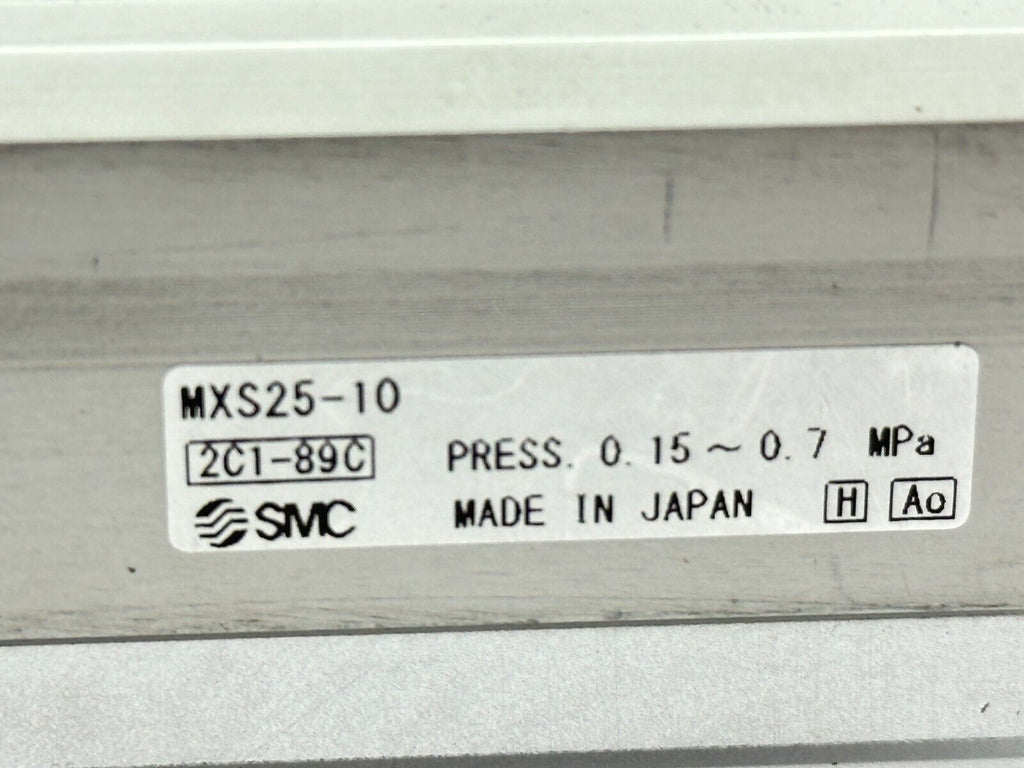 MXS25-10
2C1-89C PRESS. 0.15~0.7 MPa
SMC MADE IN JAPAN H Ao